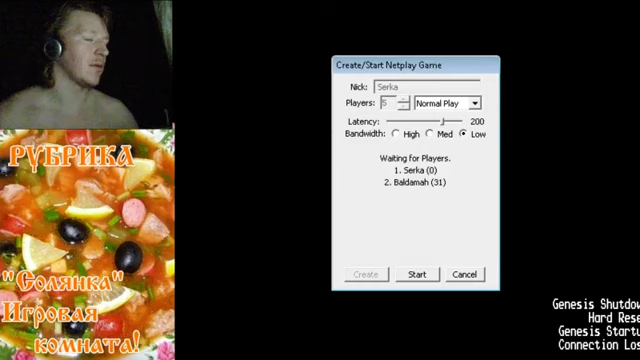 Create/Start Netplay Game
Nick: Serka
Players: 5 Normal Play
Latency: 200
Bandwidth: High Med Low
Waiting for Players.
1. Serka (0)
2. Baldamah (31)
Create Start Cancel
РУБРИКА
"Солянка"
Игровая
комната!
Genesis Shutdow
Hard Rese
Genesis Startu
Connection Los